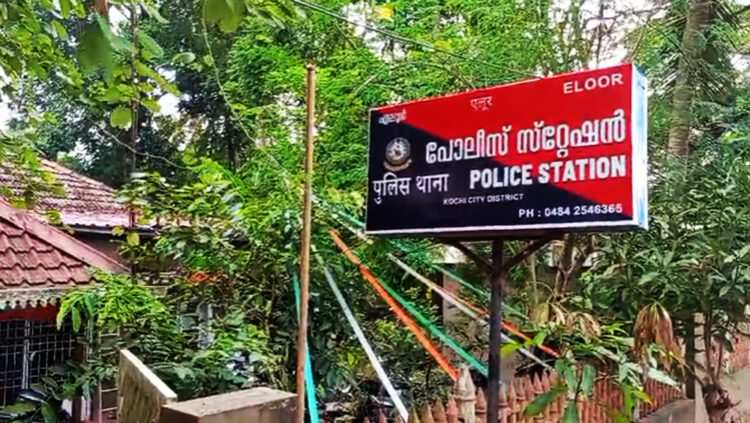 ഏലൂർ एलूर ELOOR
പോലീസ് സ്റ്റേഷൻ
पुलिस थाना POLICE STATION
KOCHI CITY DISTRICT
PH : 0484 2546365